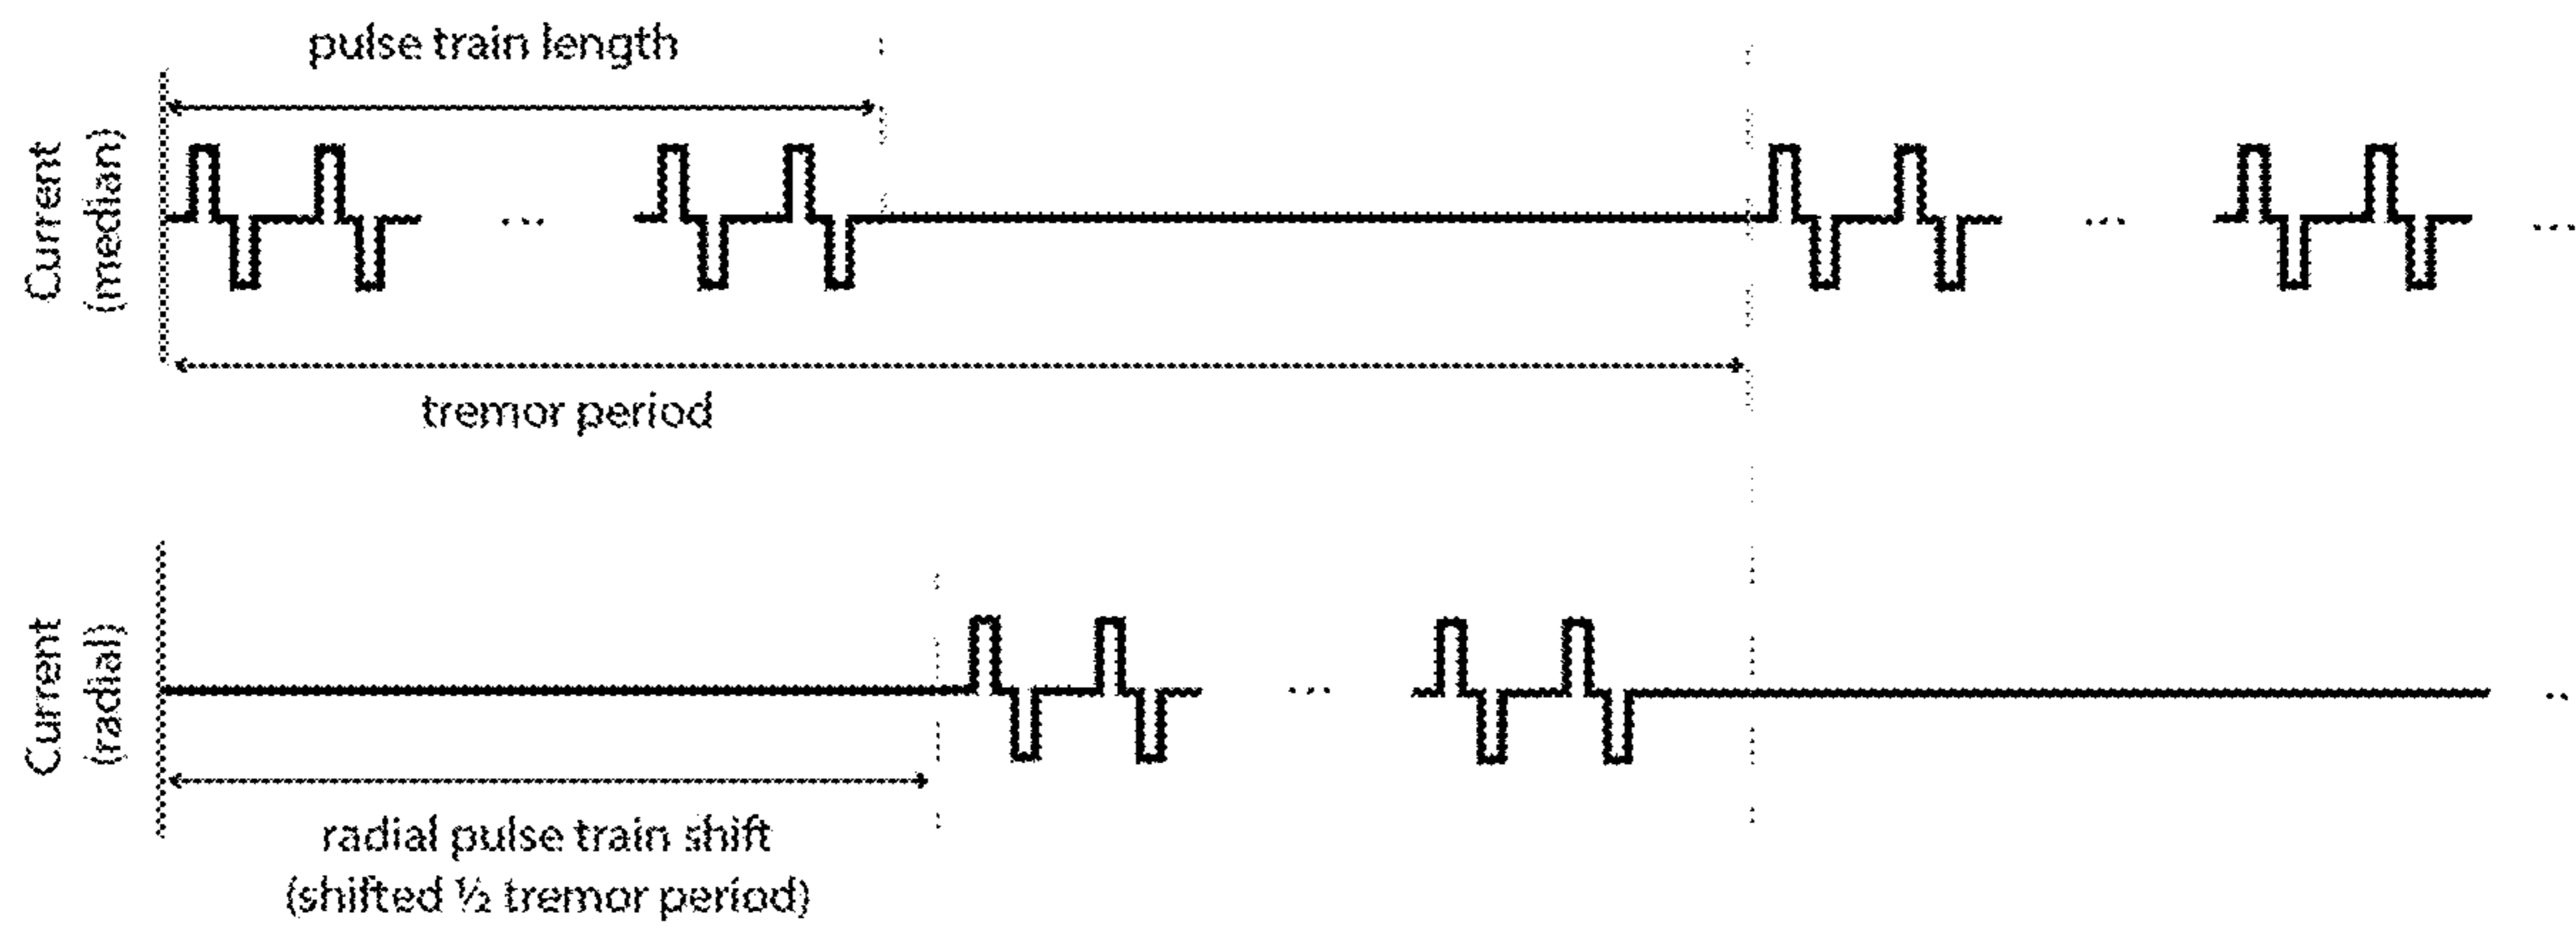 pulse train length
Current
(median)
...
...
...
tremor period
Current
(radial)
...
..
radial pulse train shift
(shifted ½ tremor period)